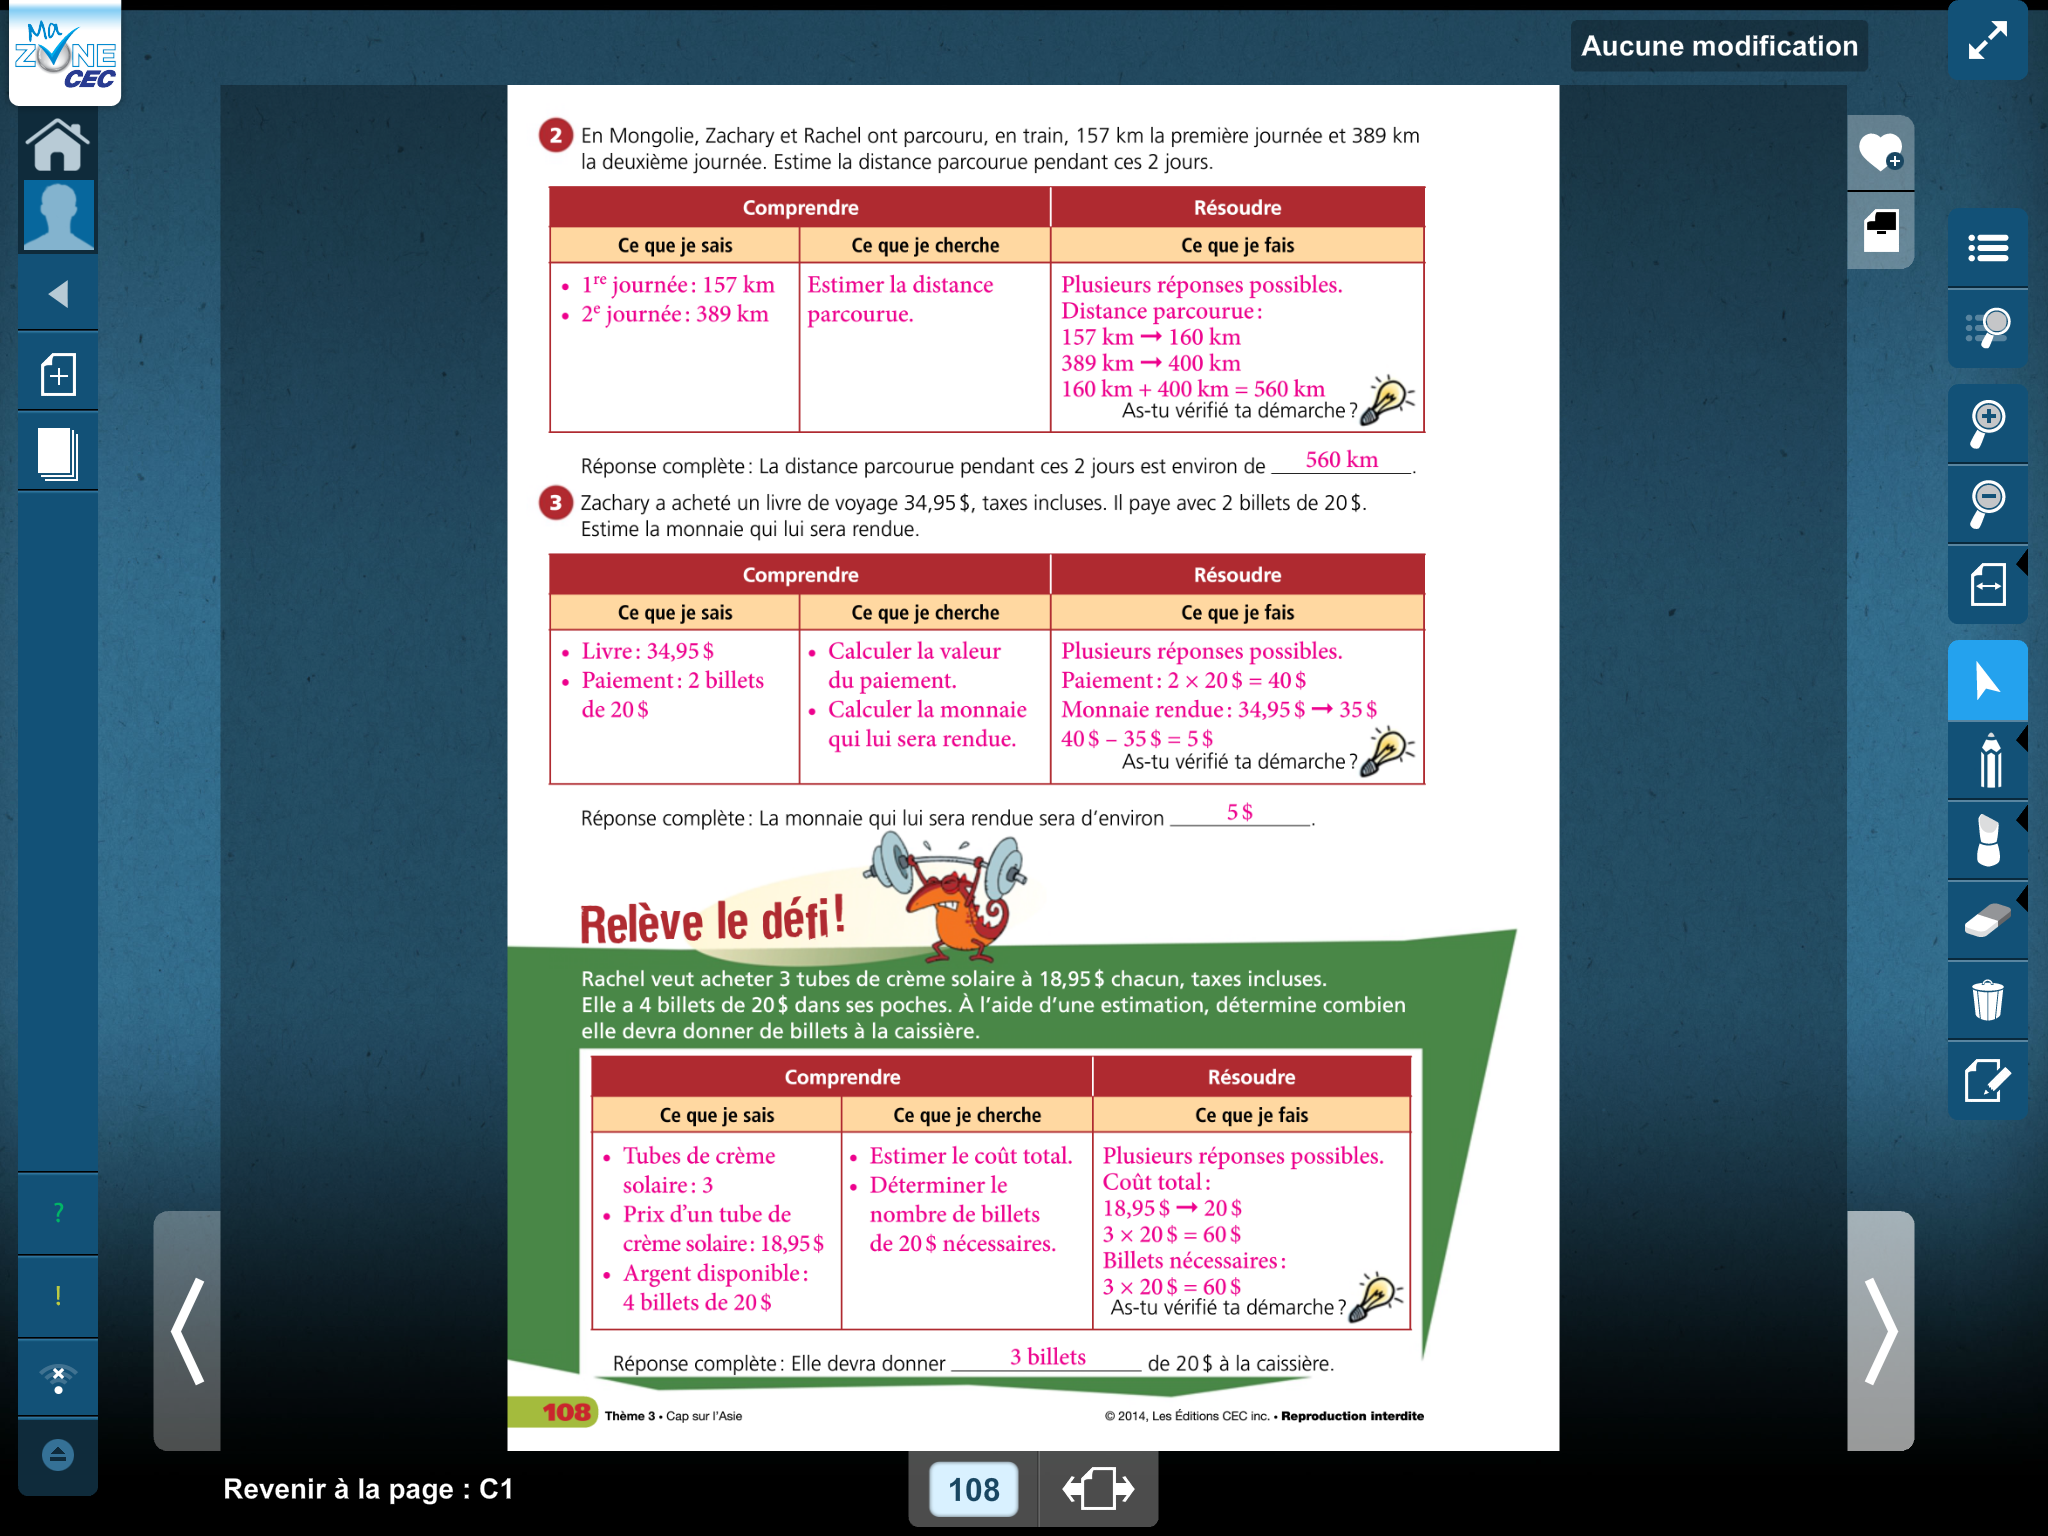 Ma
ZONE
CEC
Aucune modification
2 En Mongolie, Zachary et Rachel ont parcouru, en train, 157 km la première journée et 389 km
la deuxième journée. Estime la distance parcourue pendant ces 2 jours.
Comprendre Résoudre
Ce que je sais Ce que je cherche Ce que je fais
• 1re journée : 157 km
• 2e journée : 389 km
Estimer la distance
parcourue.
Plusieurs réponses possibles.
Distance parcourue :
157 km → 160 km
389 km → 400 km
160 km + 400 km = 560 km
As-tu vérifié ta démarche ?
Réponse complète : La distance parcourue pendant ces 2 jours est environ de 560 km.
3 Zachary a acheté un livre de voyage 34,95 $, taxes incluses. Il paye avec 2 billets de 20 $.
Estime la monnaie qui lui sera rendue.
Comprendre Résoudre
Ce que je sais Ce que je cherche Ce que je fais
• Livre : 34,95 $
• Paiement : 2 billets
de 20 $
• Calculer la valeur
du paiement.
• Calculer la monnaie
qui lui sera rendue.
Plusieurs réponses possibles.
Paiement : 2 × 20 $ = 40 $
Monnaie rendue : 34,95 $ → 35 $
40 $ – 35 $ = 5 $
As-tu vérifié ta démarche ?
Réponse complète : La monnaie qui lui sera rendue sera d'environ 5 $.
Relève le défi !
Rachel veut acheter 3 tubes de crème solaire à 18,95 $ chacun, taxes incluses.
Elle a 4 billets de 20 $ dans ses poches. À l'aide d'une estimation, détermine combien
elle devra donner de billets à la caissière.
Comprendre Résoudre
Ce que je sais Ce que je cherche Ce que je fais
• Tubes de crème
solaire : 3
• Prix d'un tube de
crème solaire : 18,95 $
• Argent disponible :
4 billets de 20 $
• Estimer le coût total.
• Déterminer le
nombre de billets
de 20 $ nécessaires.
Plusieurs réponses possibles.
Coût total :
18,95 $ → 20 $
3 × 20 $ = 60 $
Billets nécessaires :
3 × 20 $ = 60 $
As-tu vérifié ta démarche ?
Réponse complète : Elle devra donner 3 billets de 20 $ à la caissière.
108 Thème 3 • Cap sur l'Asie
© 2014, Les Éditions CEC inc. • Reproduction interdite
?
!
Revenir à la page : C1
108